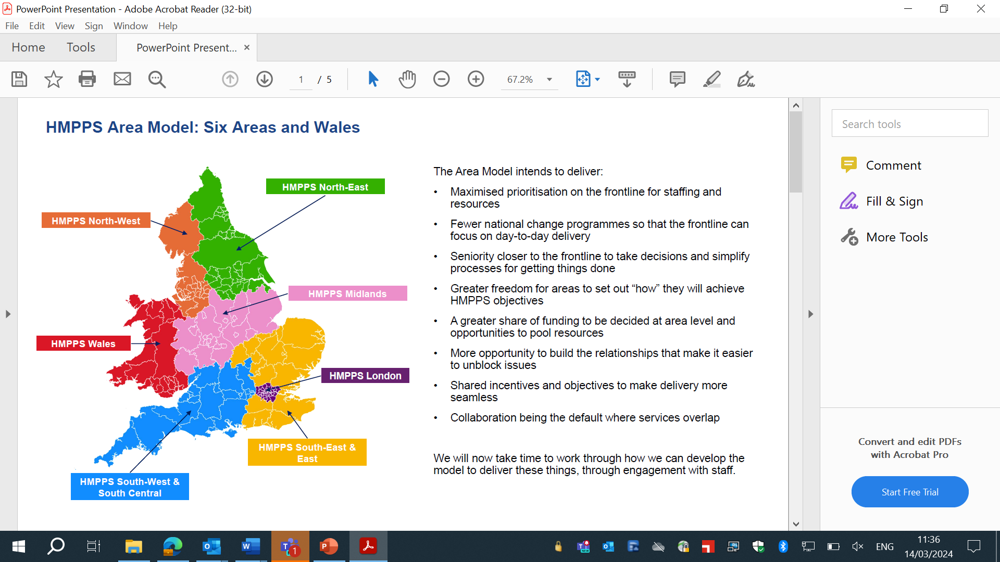 PowerPoint Presentation - Adobe Acrobat Reader (32-bit)
File Edit View Sign Window Help
Home Tools PowerPoint Present...
1 / 5 67.2%
HMPPS Area Model: Six Areas and Wales
HMPPS North-East
HMPPS North-West
HMPPS Midlands
HMPPS Wales
HMPPS London
HMPPS South-East &
East
HMPPS South-West &
South Central
The Area Model intends to deliver:
• Maximised prioritisation on the frontline for staffing and
resources
• Fewer national change programmes so that the frontline can
focus on day-to-day delivery
• Seniority closer to the frontline to take decisions and simplify
processes for getting things done
• Greater freedom for areas to set out “how” they will achieve
HMPPS objectives
• A greater share of funding to be decided at area level and
opportunities to pool resources
• More opportunity to build the relationships that make it easier
to unblock issues
• Shared incentives and objectives to make delivery more
seamless
• Collaboration being the default where services overlap
We will now take time to work through how we can develop the
model to deliver these things, through engagement with staff.
Search tools
Comment
Fill & Sign
More Tools
Convert and edit PDFs
with Acrobat Pro
Start Free Trial
ENG
11:36
14/03/2024